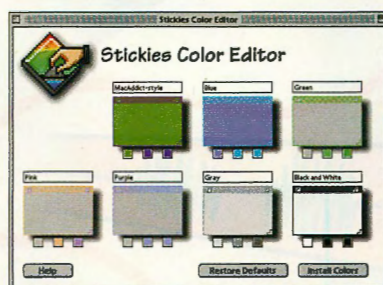 Stickies Color Editor
Stickies Color Editor
MacAddict-style
Blue
Green
Pink
Purple
Gray
Black and White
Help
Restore Defaults
Install Colors